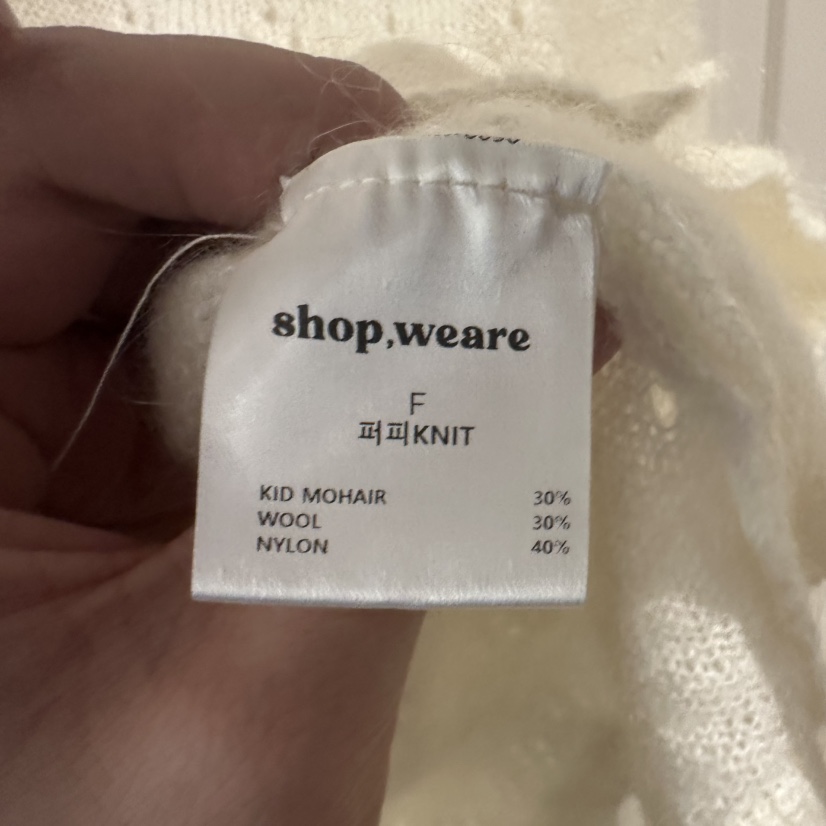 shop,weare
F
퍼피KNIT
KID MOHAIR 30%
WOOL 30%
NYLON 40%